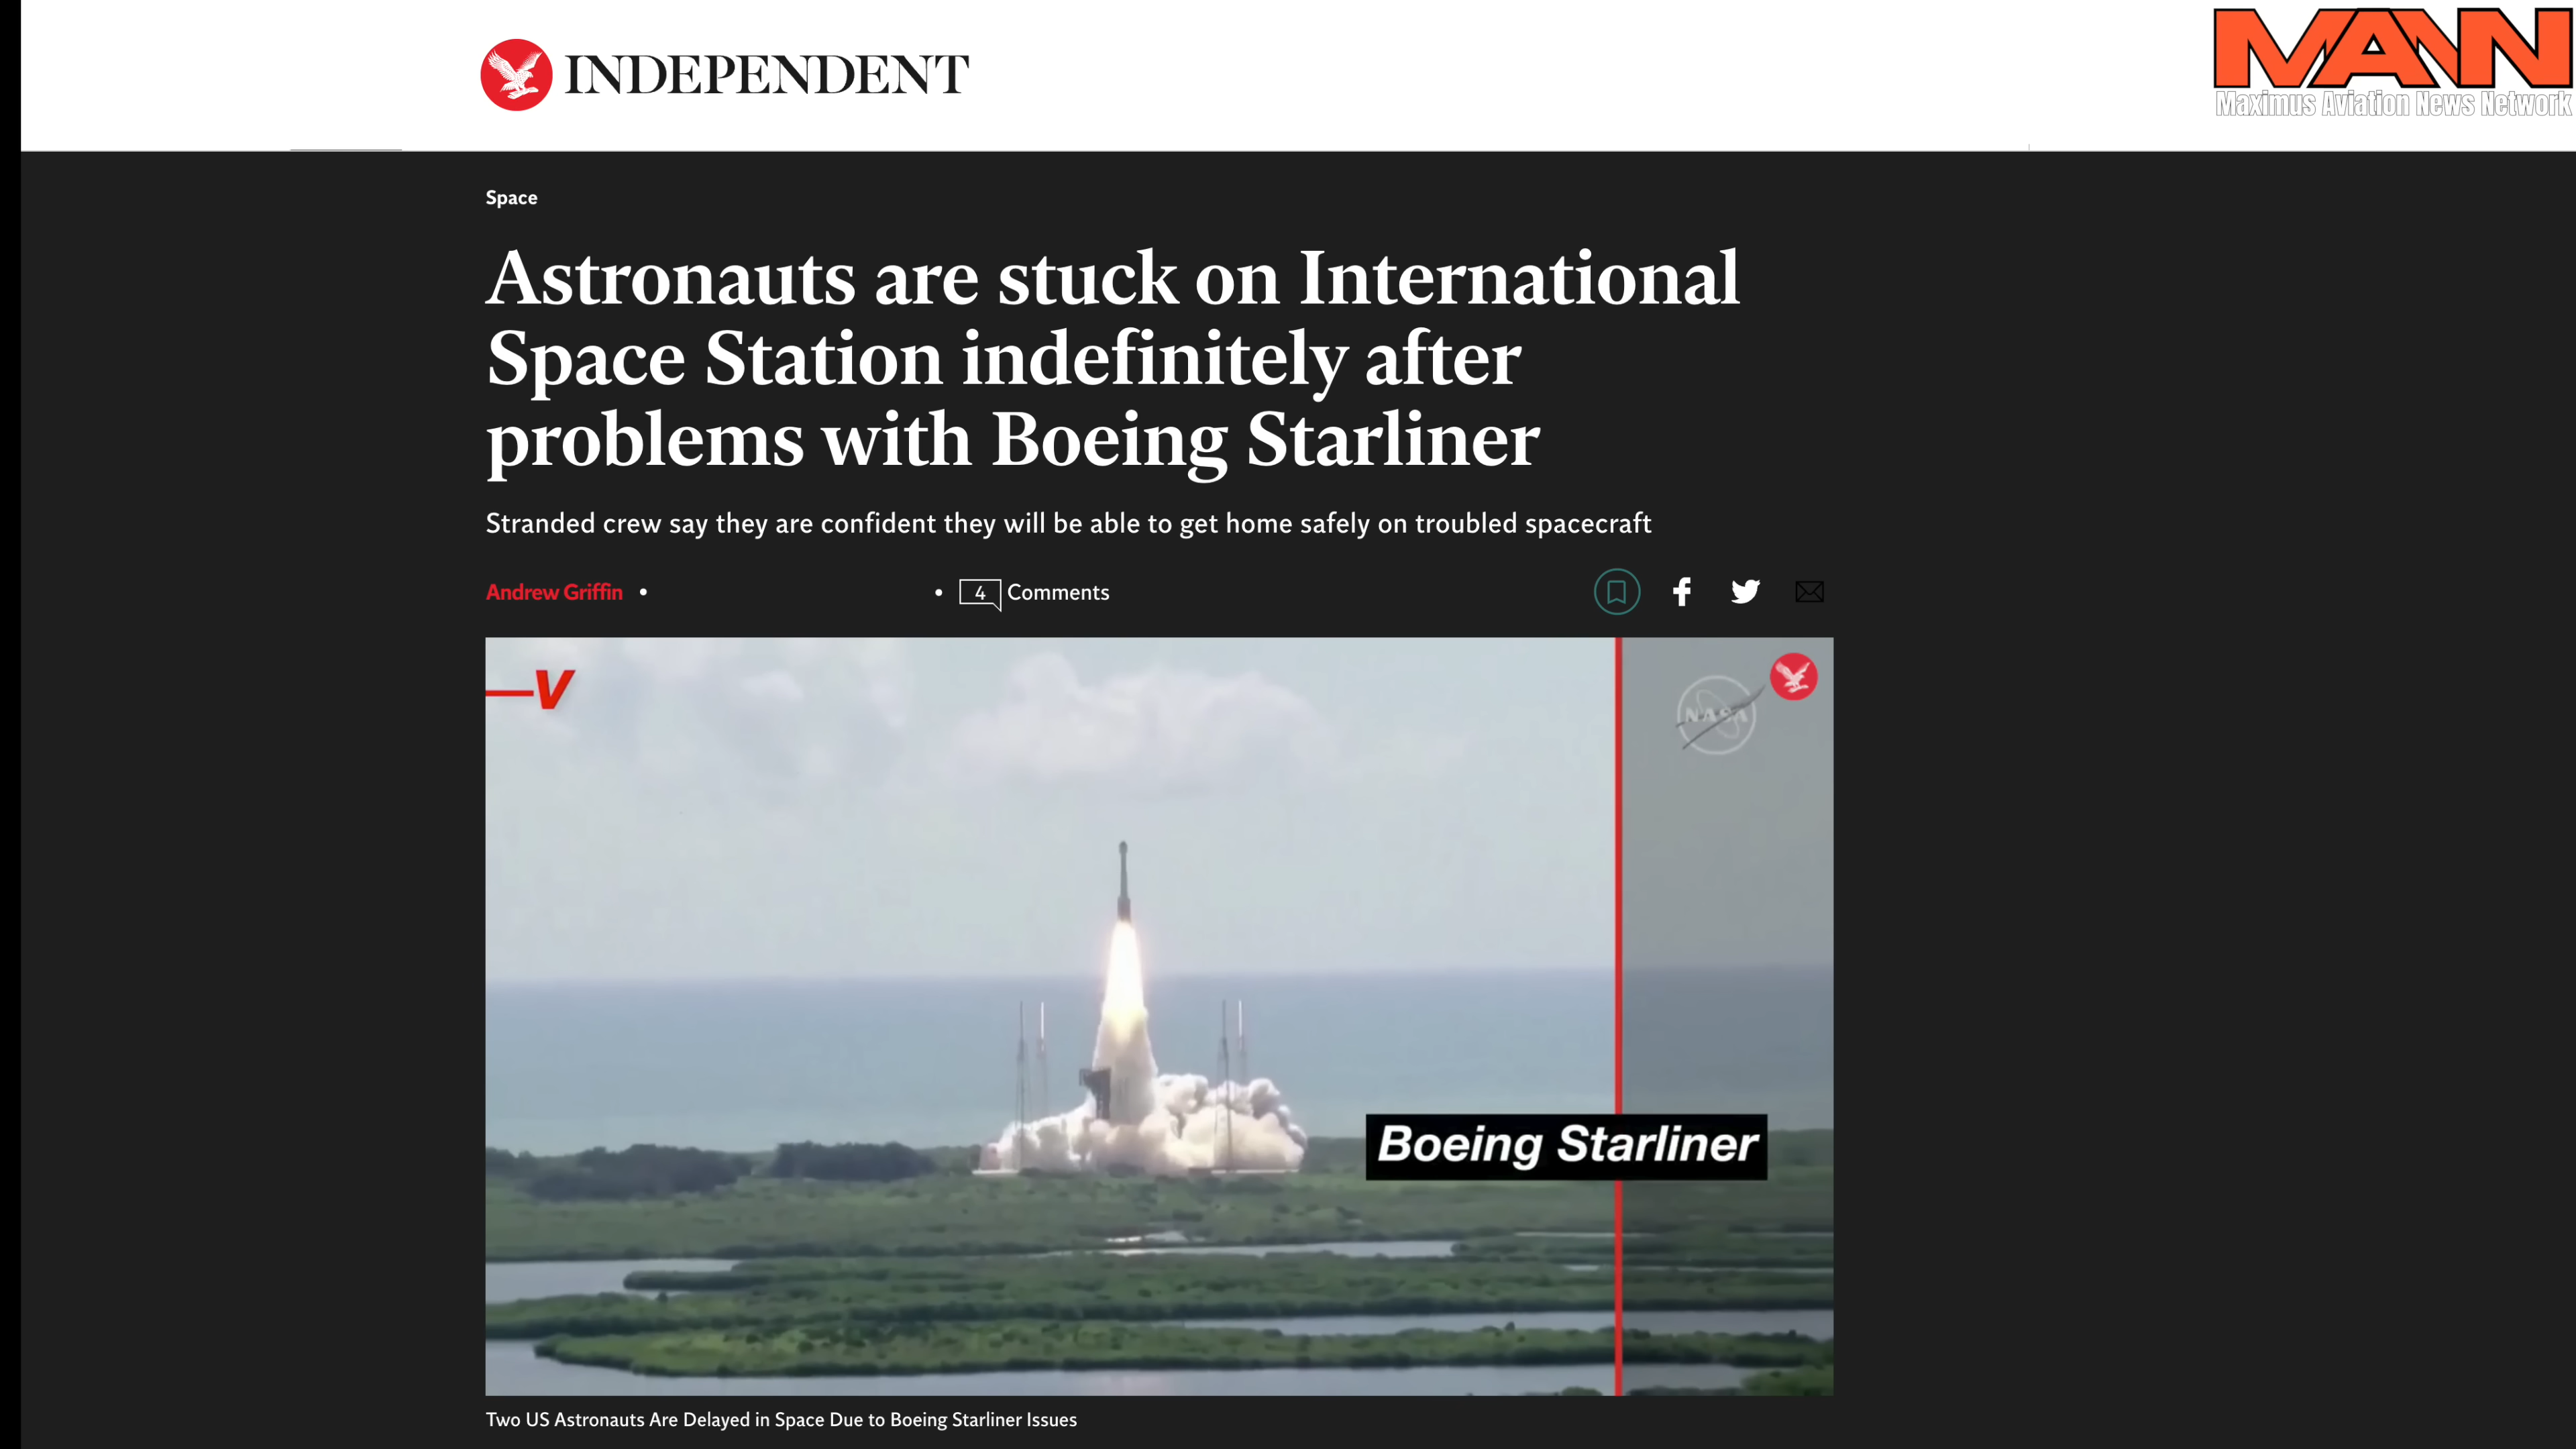 INDEPENDENT
MANN
Maximus Aviation News Network
Space
Astronauts are stuck on International
Space Station indefinitely after
problems with Boeing Starliner
Stranded crew say they are confident they will be able to get home safely on troubled spacecraft
Andrew Griffin • • 4 Comments
V
NASA
Boeing Starliner
Two US Astronauts Are Delayed in Space Due to Boeing Starliner Issues